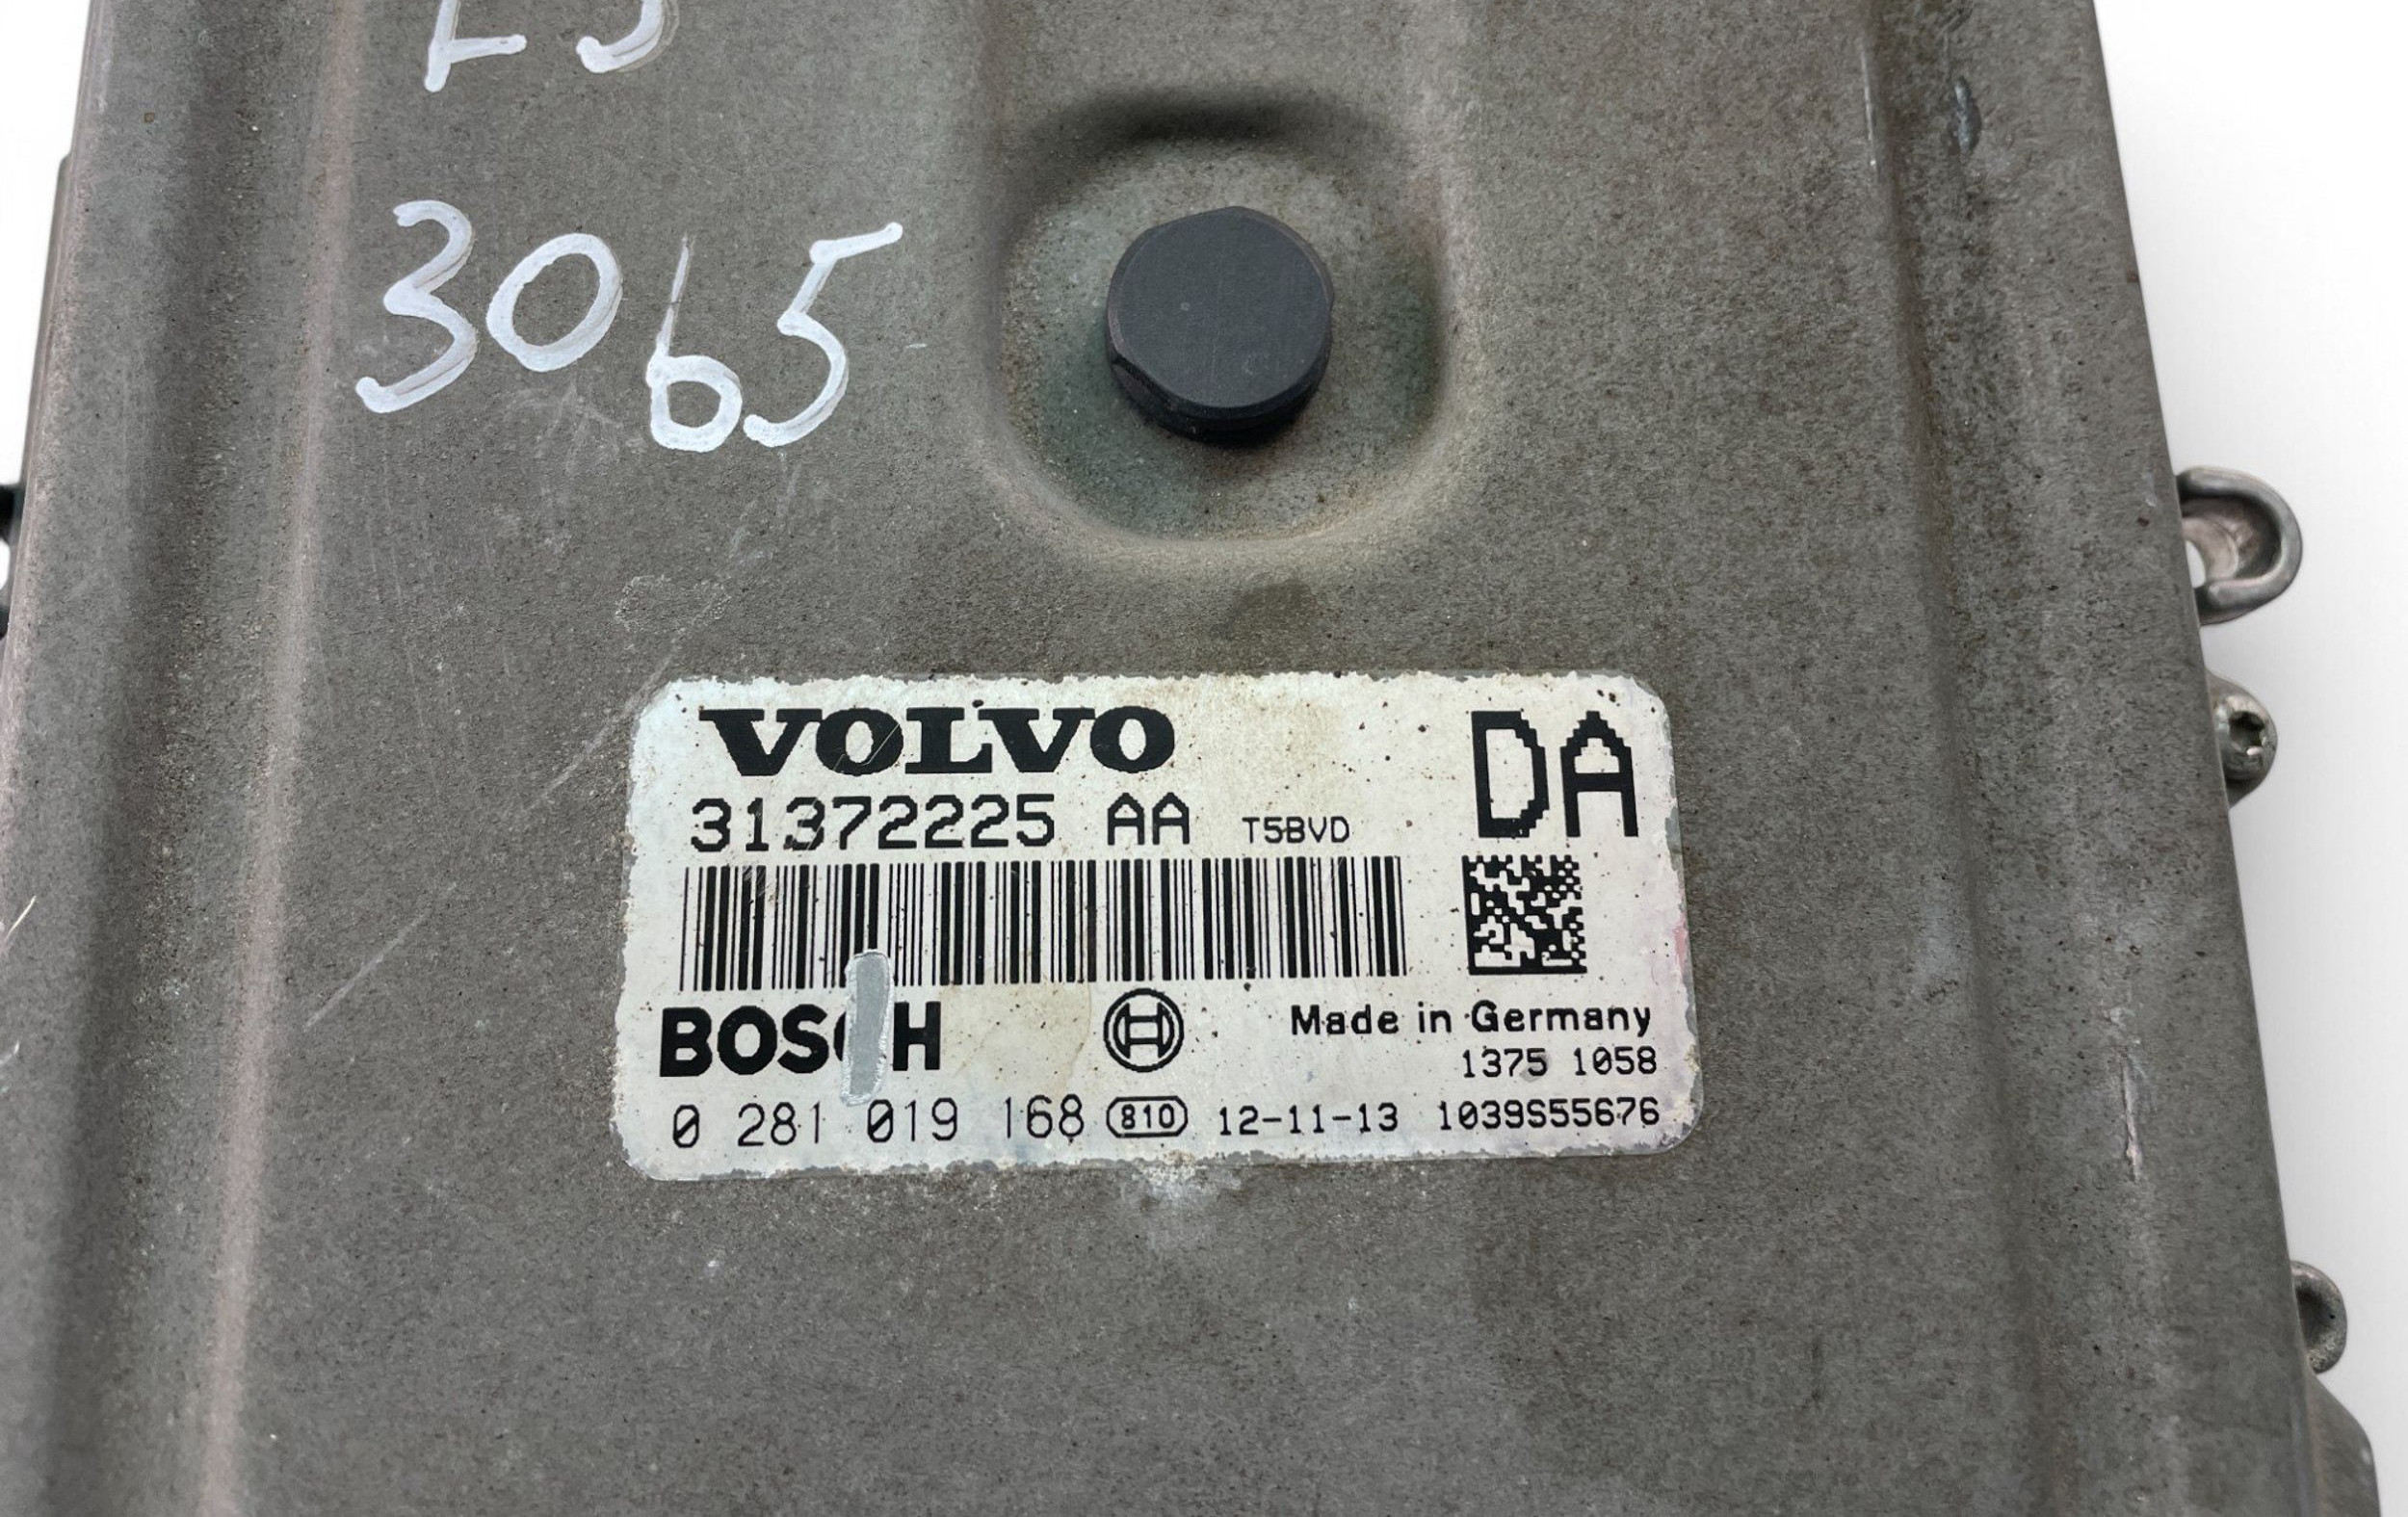 3065
VOLVO
DA
31372225 AA T5BVD
BOSCH
Made in Germany
1375 1058
0 281 019 168 810 12-11-13 1039S55676